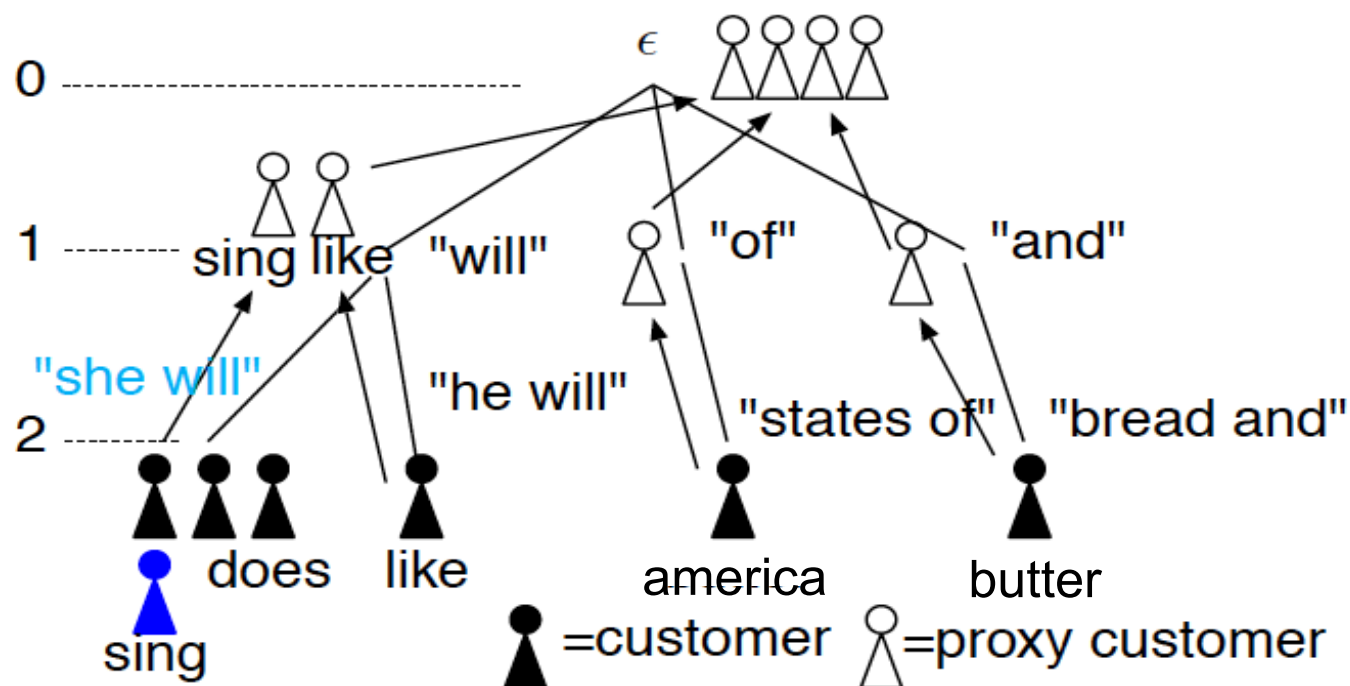 ϵ
0
1 sing like "will" "of" "and"
"she will" "he will"
2 "states of" "bread and"
does like america butter
sing =customer =proxy customer